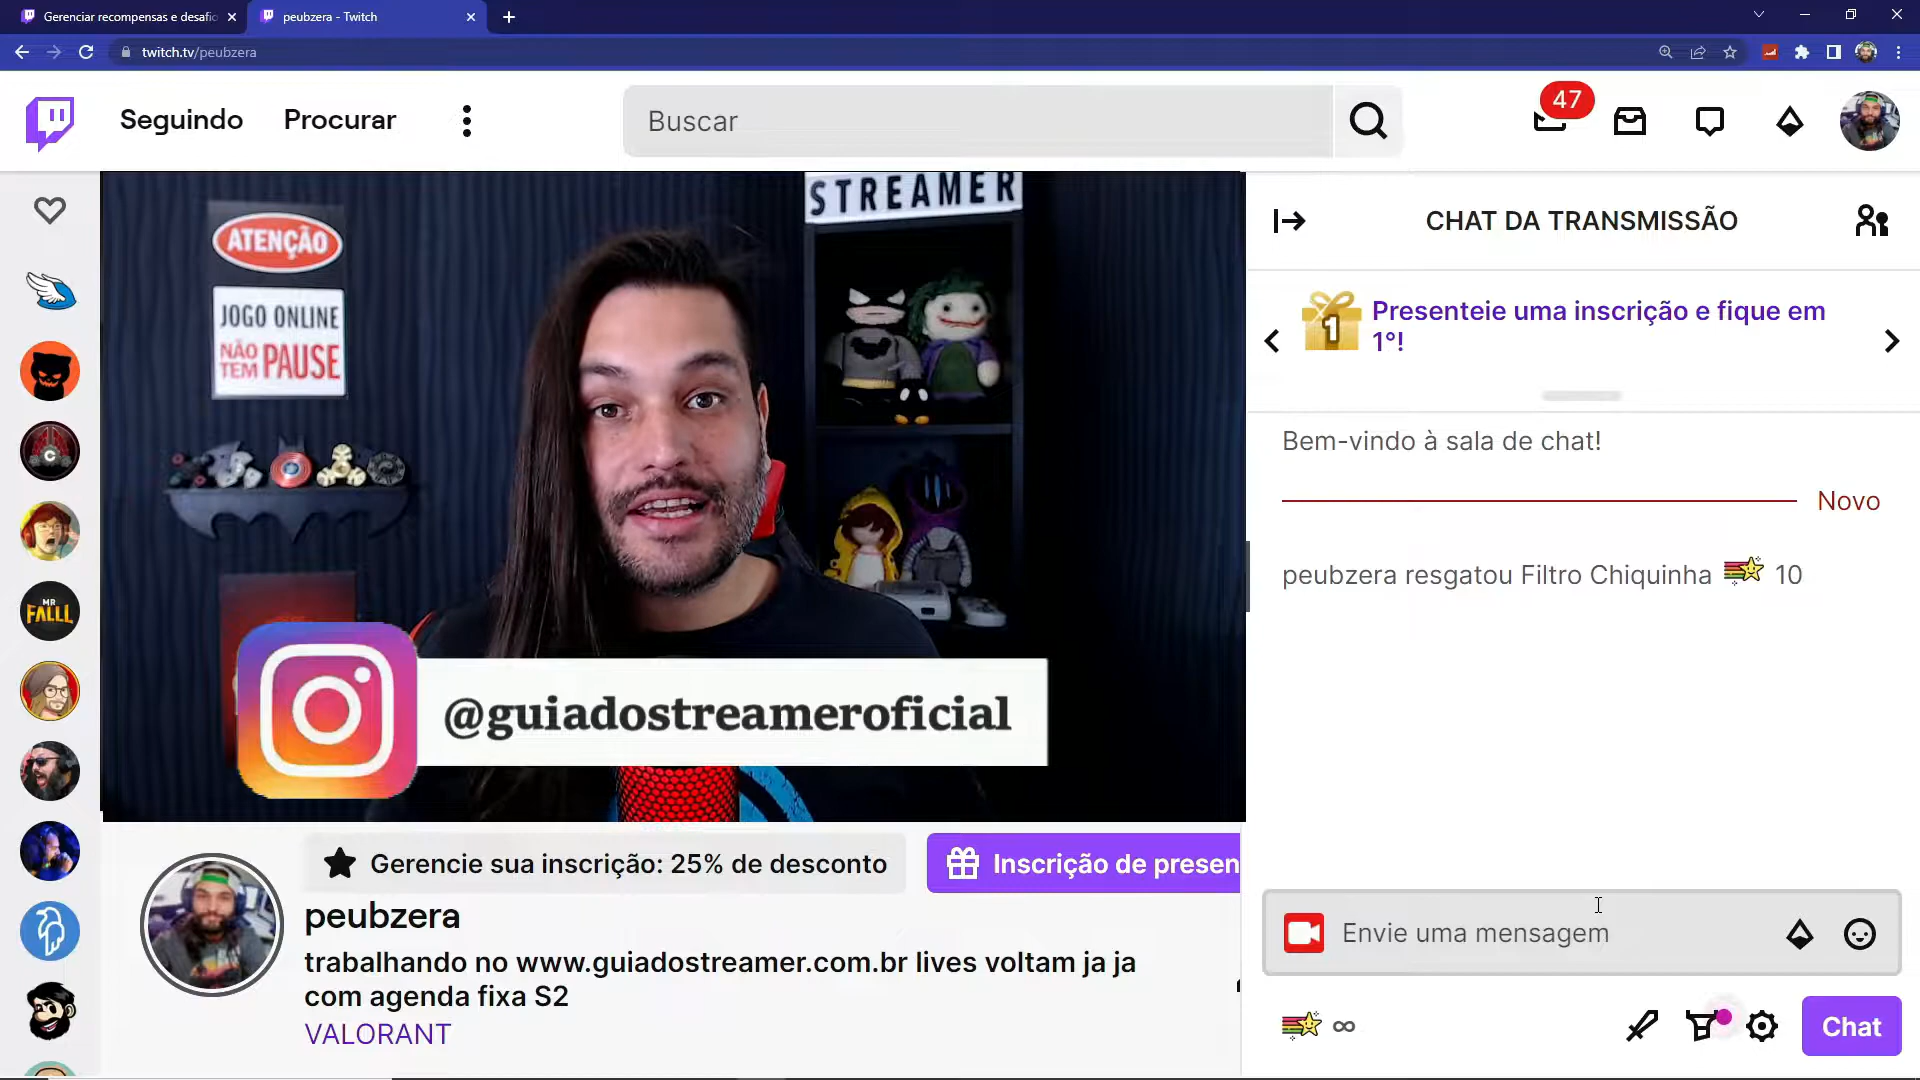 Gerenciar recompensas e desafio
peubzera - Twitch
twitch.tv/peubzera
Seguindo
Procurar
Buscar
47
STREAMER
ATENÇÃO
JOGO ONLINE
NÃO TEM PAUSE
@guiadostreameroficial
MR
FALLL
C
CHAT DA TRANSMISSÃO
1
Presenteie uma inscrição e fique em
1º!
Bem-vindo à sala de chat!
Novo
peubzera resgatou Filtro Chiquinha 10
Gerencie sua inscrição: 25% de desconto
Inscrição de presen
peubzera
trabalhando no www.guiadostreamer.com.br lives voltam ja ja
com agenda fixa S2
VALORANT
Envie uma mensagem
∞
Chat